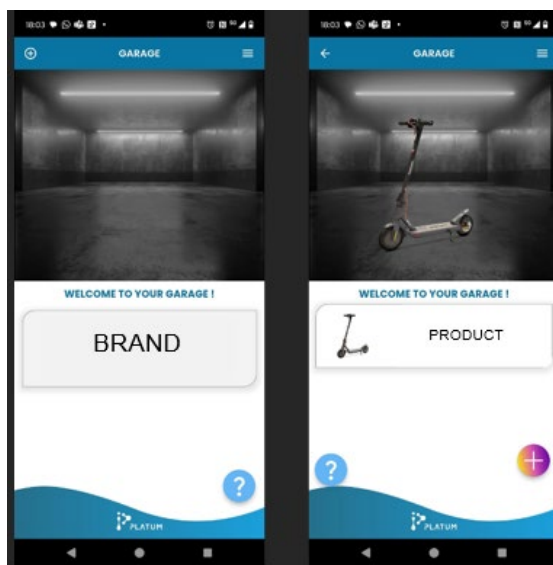 18:03
GARAGE
WELCOME TO YOUR GARAGE !
BRAND
?
PLATUM
18:03
GARAGE
WELCOME TO YOUR GARAGE !
PRODUCT
?
+
PLATUM